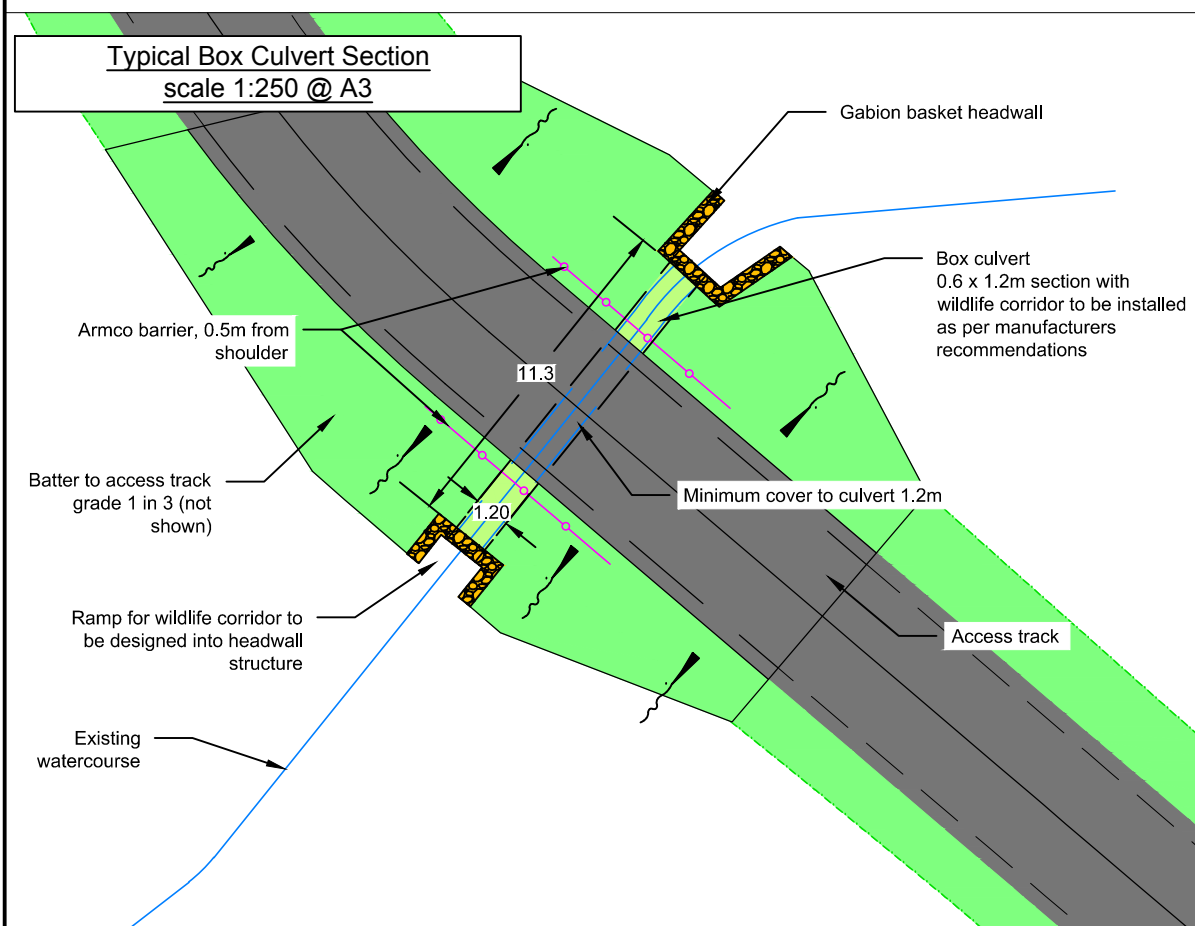 Typical Box Culvert Section
scale 1:250 @ A3
Gabion basket headwall
Box culvert
0.6 x 1.2m section with
wildlife corridor to be installed
as per manufacturers
recommendations
Armco barrier, 0.5m from
shoulder
11.3
Batter to access track
grade 1 in 3 (not
shown)
Minimum cover to culvert 1.2m
1.20
Ramp for wildlife corridor to
be designed into headwall
structure
Access track
Existing
watercourse